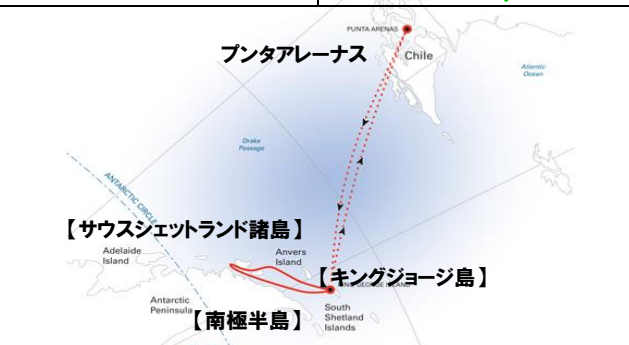 PUNTA ARENAS
プンタアレーナス
Chile
Atlantic
Ocean
Drake
Passage
ANTARCTIC CIRCLE
【サウスシェットランド諸島】
Adelaide
Island
Anvers
Island
【キングジョージ島】
Antarctic
Peninsula
【南極半島】
South
Shetland
Islands